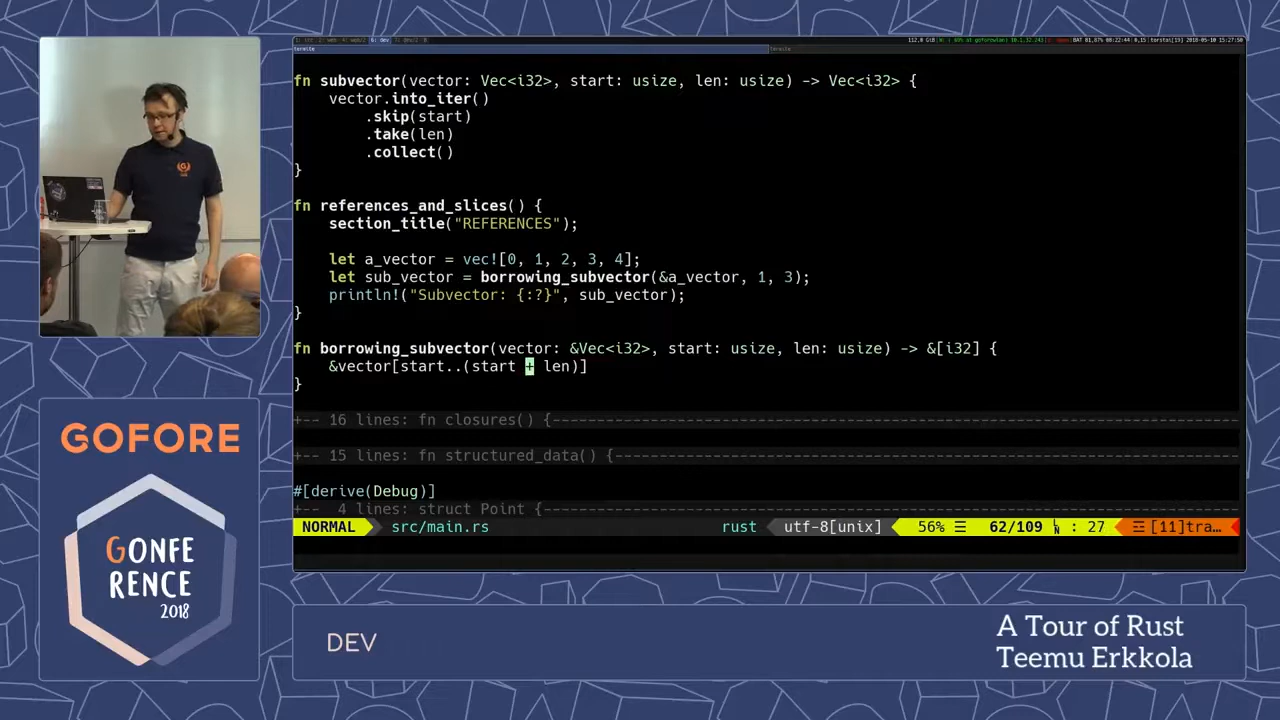 fn subvector(vector: Vec<i32>, start: usize, len: usize) -> Vec<i32> {
    vector.into_iter()
        .skip(start)
        .take(len)
        .collect()
}
fn references_and_slices() {
    section_title("REFERENCES");
    let a_vector = vec![0, 1, 2, 3, 4];
    let sub_vector = borrowing_subvector(&a_vector, 1, 3);
    println!("Subvector: {:?}", sub_vector);
}
fn borrowing_subvector(vector: &Vec<i32>, start: usize, len: usize) -> &[i32] {
    &vector[start..(start + len)]
}
+-- 16 lines: fn closures() {
+-- 15 lines: fn structured_data() {
#[derive(Debug)]
+-- 4 lines: struct Point {
NORMAL src/main.rs rust utf-8[unix] 56% ☰ 62/109 : 27 [11]tra…
GOFORE
GONFE
RENCE
2018
DEV
A Tour of Rust
Teemu Erkkola